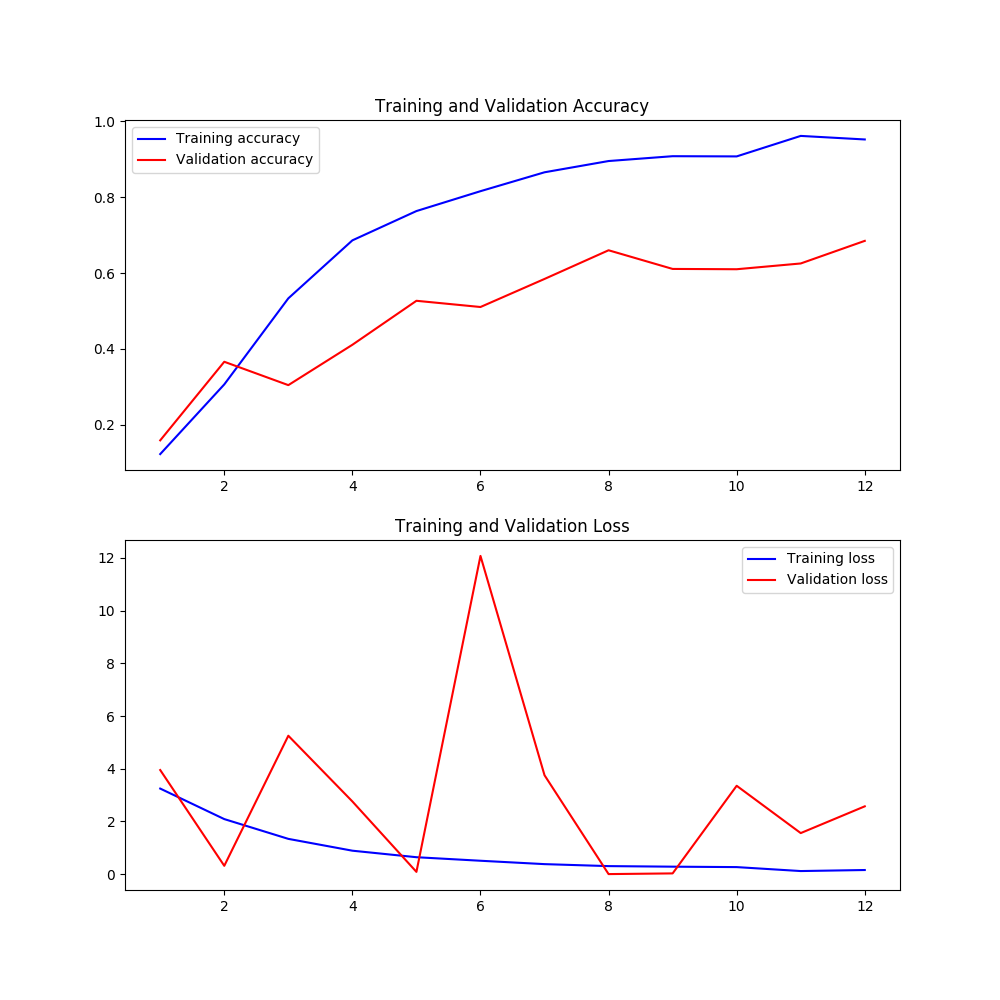 Training and Validation Accuracy
Training accuracy
Validation accuracy
1.0
0.8
0.6
0.4
0.2
2 4 6 8 10 12
Training and Validation Loss
Training loss
Validation loss
12
10
8
6
4
2
0
2 4 6 8 10 12